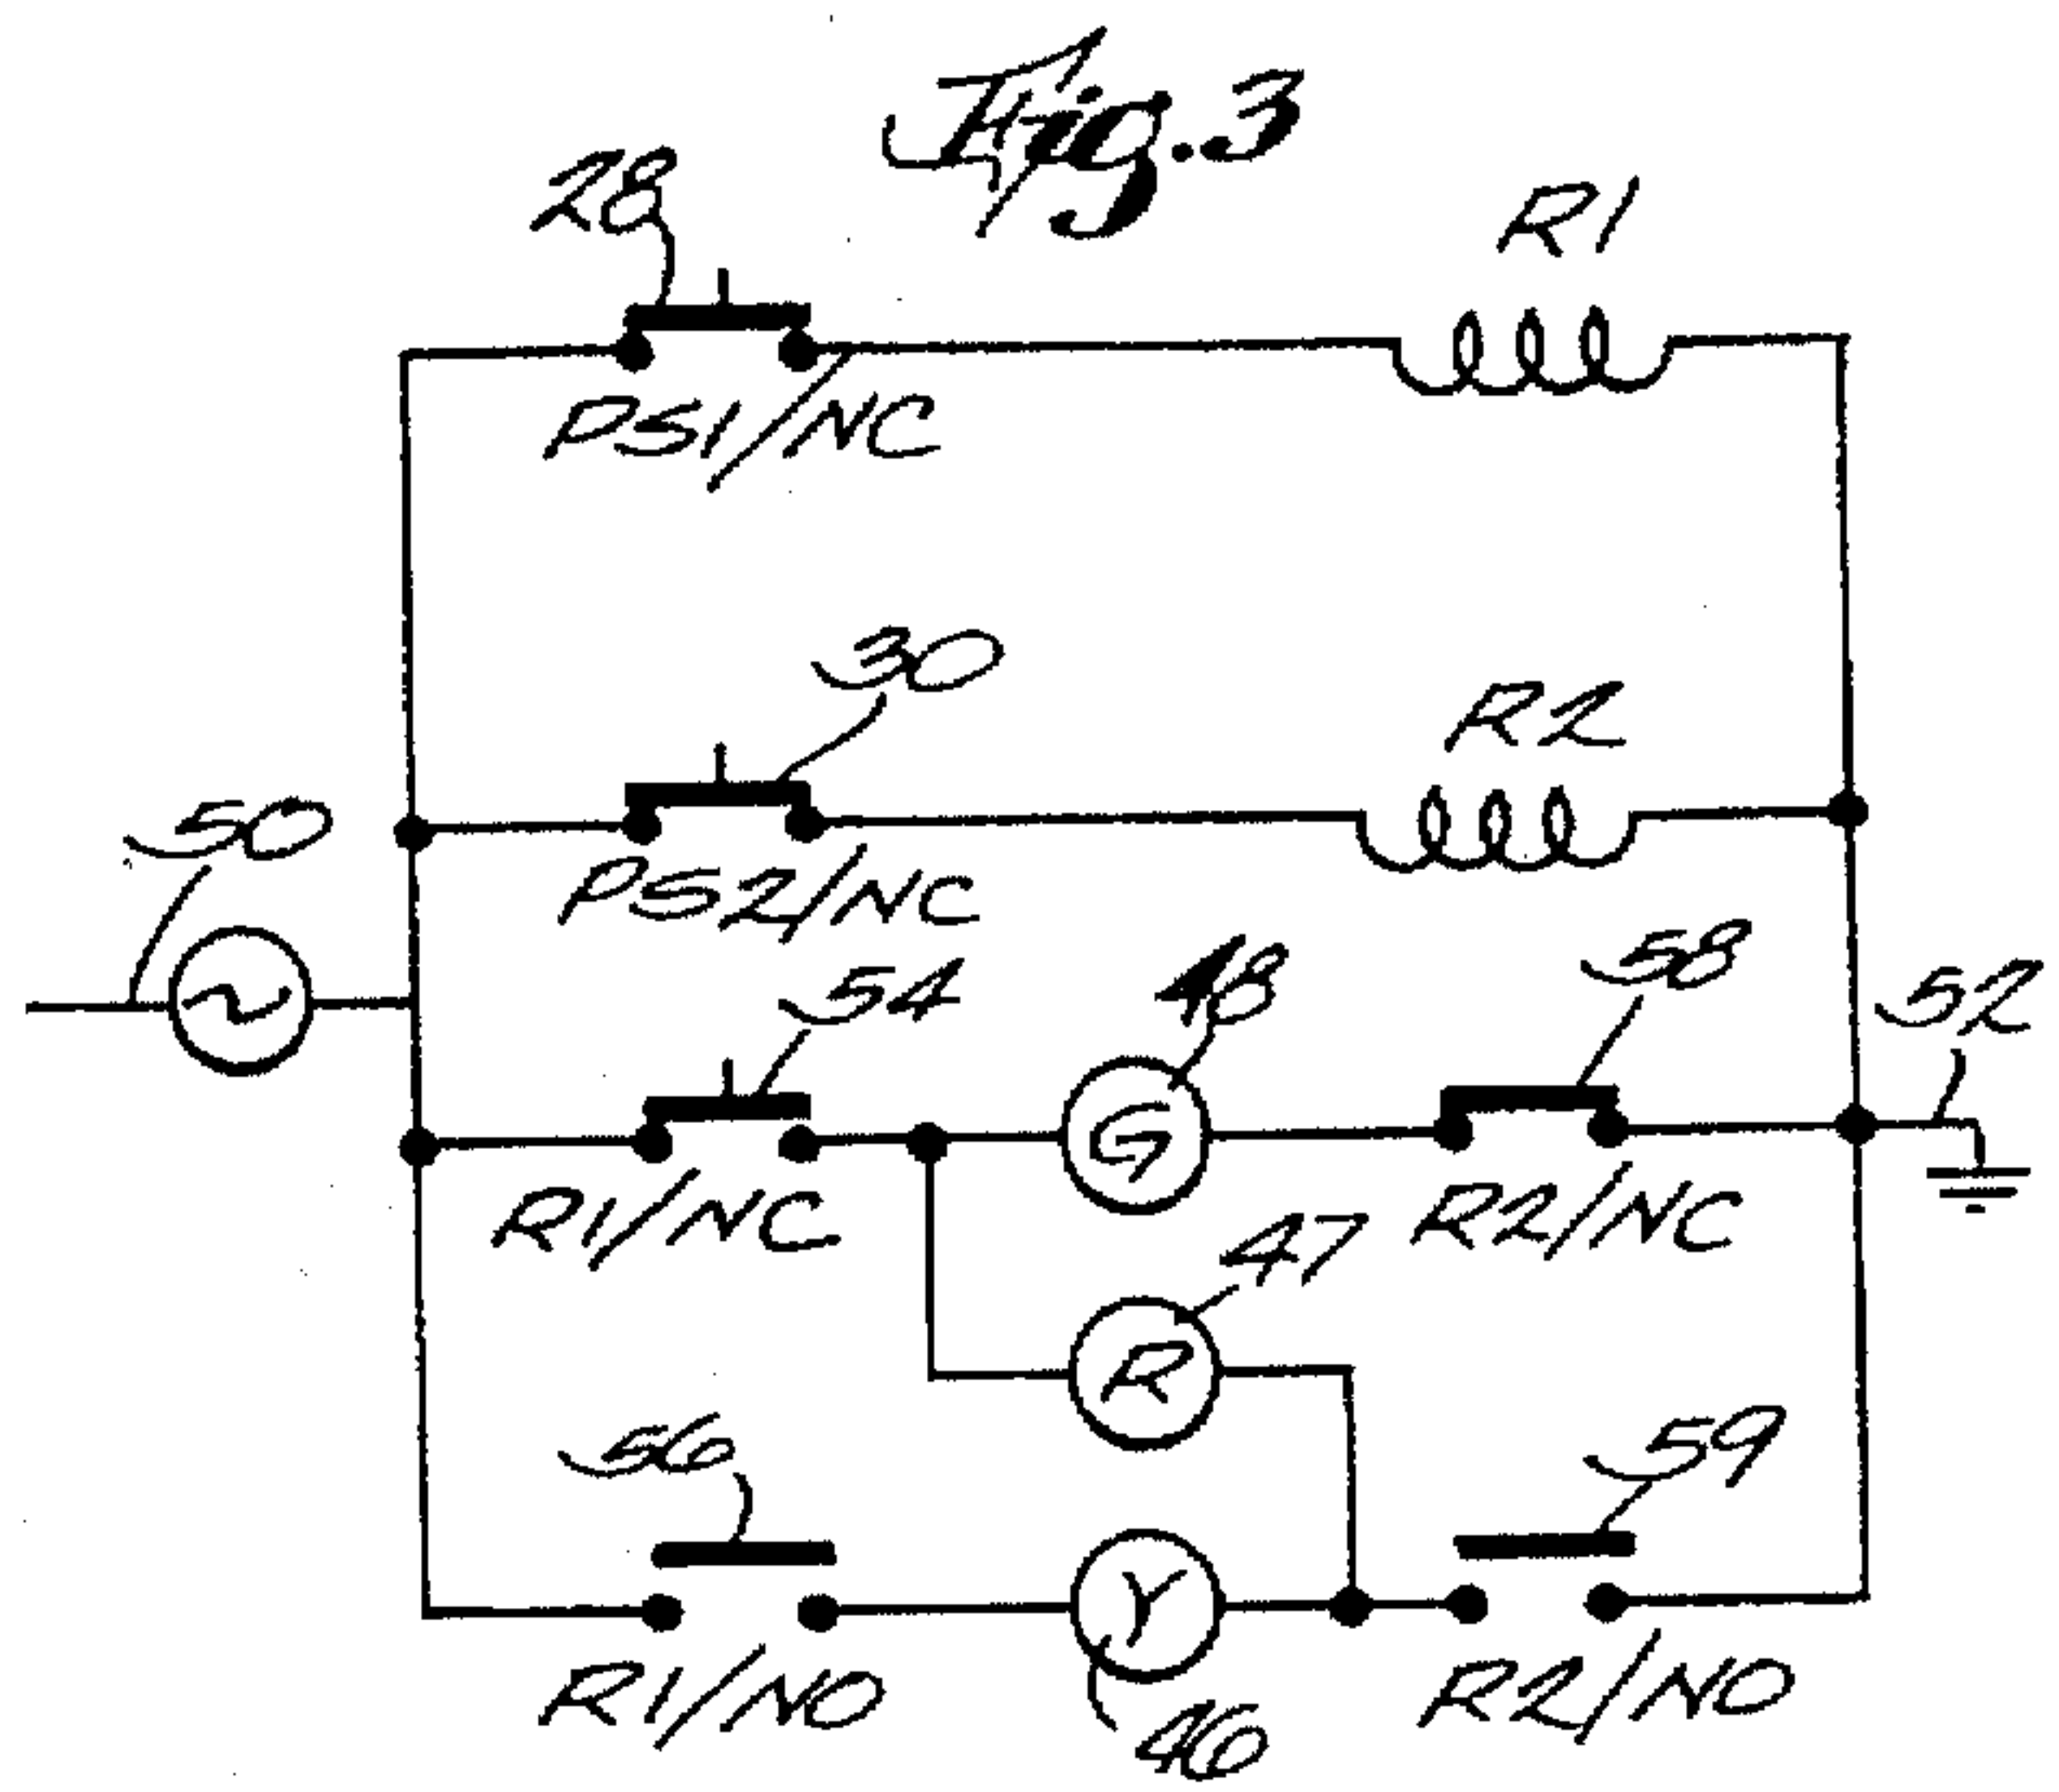 Fig. 3
28
R1
PS1/NC
30
R2
50
PS2/NC
54
48
58
52
G
R1/NC
R2/NC
47
R
56
59
Y
R1/NO
R2/NO
46